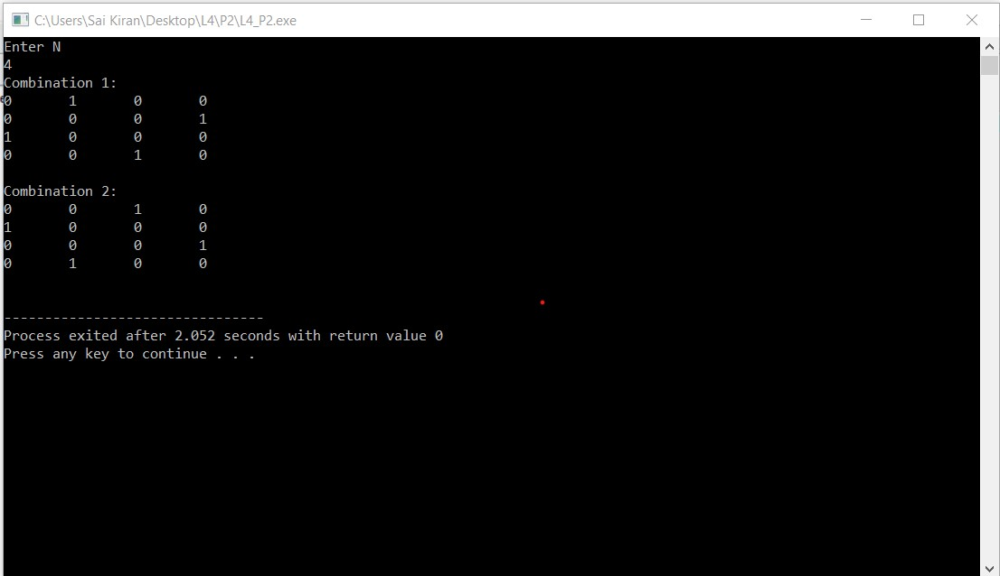 C:\Users\Sai Kiran\Desktop\L4\P2\L4_P2.exe
Enter N
4
Combination 1:
0 1 0 0
0 0 0 1
1 0 0 0
0 0 1 0
Combination 2:
0 0 1 0
1 0 0 0
0 0 0 1
0 1 0 0
--------------------------------
Process exited after 2.052 seconds with return value 0
Press any key to continue . . .